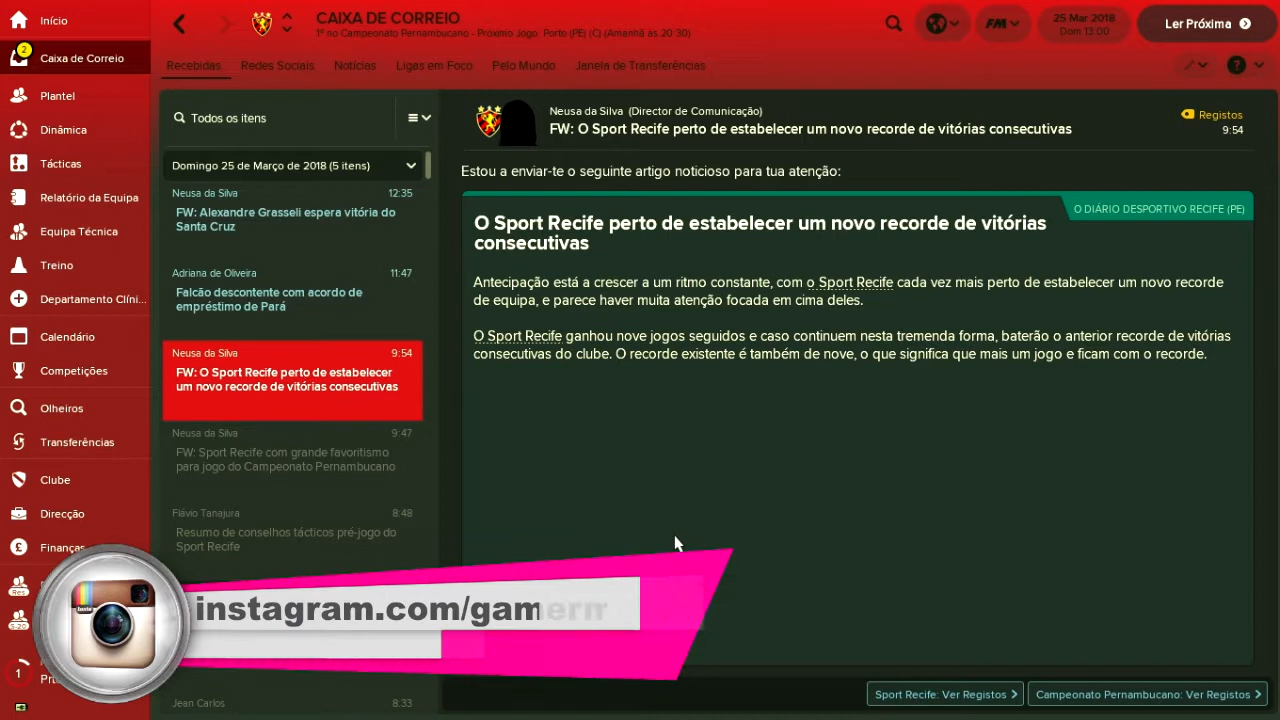 Início
2
Caixa de Correio
Plantel
Dinâmica
Tácticas
Relatório da Equipa
Equipa Técnica
Treino
Departamento Clíni...
Calendário
Competições
Olheiros
Transferências
Clube
Direcção
Finanças
Res
1
CAIXA DE CORREIO
1º no Campeonato Pernambucano - Próximo Jogo: Porto (PE) (C) (Amanhã as 20:30)
FM
25 Mar 2018
Dom 13:00
Ler Próxima
Recebidas
Redes Sociais
Notícias
Ligas em Foco
Pelo Mundo
Janela de Transferências
?
Todos os itens
Domingo 25 de Março de 2018 (5 itens)
Neusa da Silva 12:35
FW: Alexandre Grasseli espera vitória do
Santa Cruz
Adriana de Oliveira 11:47
Falcão descontente com acordo de
empréstimo de Pará
Neusa da Silva 9:54
FW: O Sport Recife perto de estabelecer
um novo recorde de vitórias consecutivas
Neusa da Silva 9:47
FW: Sport Recife com grande favoritismo
para jogo do Campeonato Pernambucano
Flávio Tanajura 8:48
Resumo de conselhos tácticos pré-jogo do
Sport Recife
Jean Carlos 8:33
Neusa da Silva (Director de Comunicação)
FW: O Sport Recife perto de estabelecer um novo recorde de vitórias consecutivas
Registos
9:54
Estou a enviar-te o seguinte artigo noticioso para tua atenção:
O DIÁRIO DESPORTIVO RECIFE (PE)
O Sport Recife perto de estabelecer um novo recorde de vitórias
consecutivas
Antecipação está a crescer a um ritmo constante, com o Sport Recife cada vez mais perto de estabelecer um novo recorde
de equipa, e parece haver muita atenção focada em cima deles.
O Sport Recife ganhou nove jogos seguidos e caso continuem nesta tremenda forma, baterão o anterior recorde de vitórias
consecutivas do clube. O recorde existente é também de nove, o que significa que mais um jogo e ficam com o recorde.
Sport Recife: Ver Registos
Campeonato Pernambucano: Ver Registos
instagram.com/gam